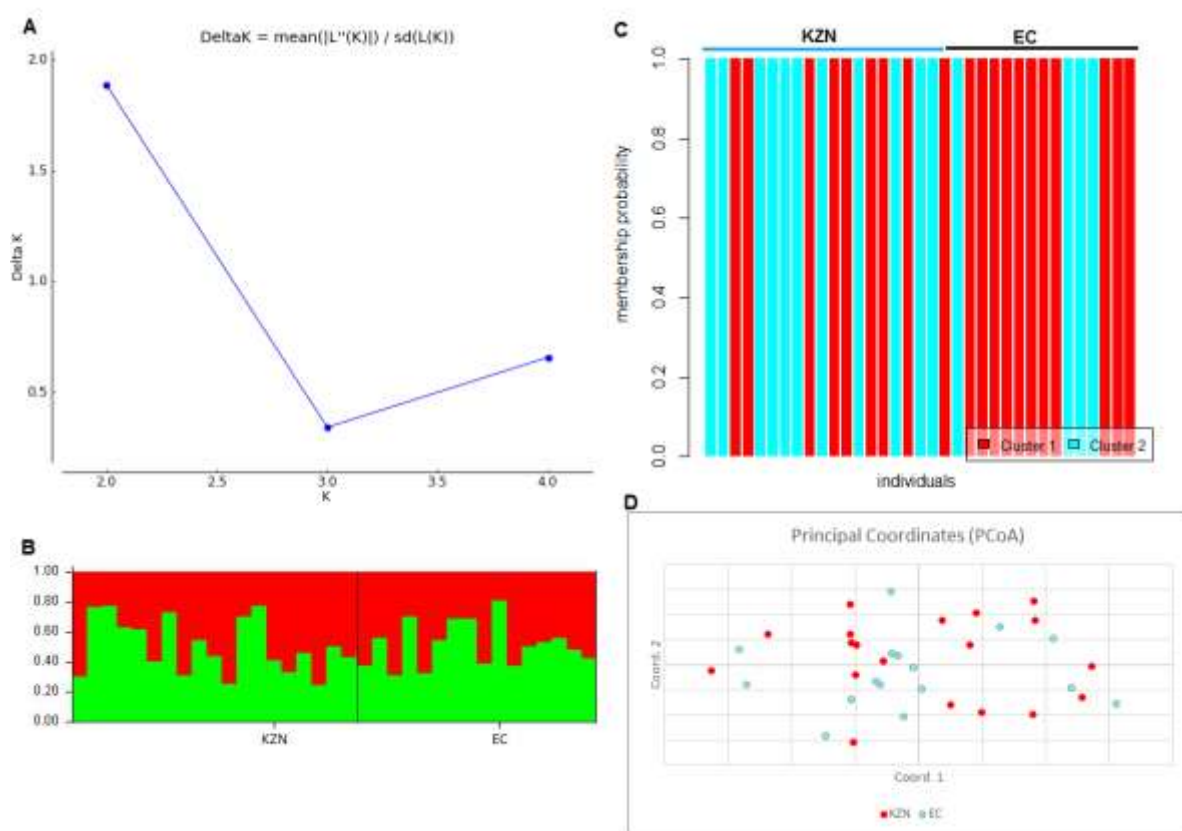 A
DeltaK = mean(|L''(K)|) / sd(L(K))
2.0
1.5
1.0
0.5
Delta K
2.0 2.5 3.0 3.5 4.0
K
B
1.00
0.80
0.60
0.40
0.20
0.00
KZN EC
C
KZN EC
1.0
0.8
0.6
0.4
0.2
0.0
membership probability
Cluster 1 Cluster 2
individuals
D
Principal Coordinates (PCoA)
Coord. 2
Coord. 1
KZN EC